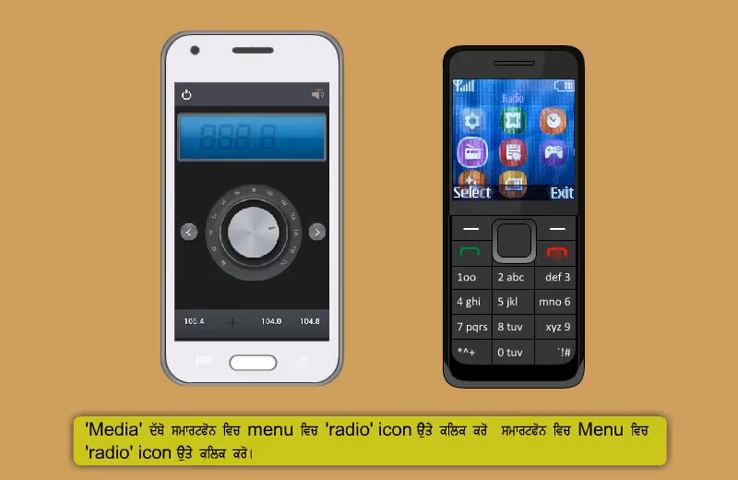 Radio
Select Exit
105.4 104.0 104.8
1oo 2 abc def 3
4 ghi 5 jkl mno 6
7 pqrs 8 tuv xyz 9
*^+ 0 tuv `!#
'Media' ਦੱਬੋ ਸਮਾਰਟਫੋਨ ਵਿਚ menu ਵਿਚ 'radio' icon ਉਤੇ ਕਲਿਕ ਕਰੋ ਸਮਾਰਟਫੋਨ ਵਿਚ Menu ਵਿਚ
'radio' icon ਉਤੇ ਕਲਿਕ ਕਰੋ।